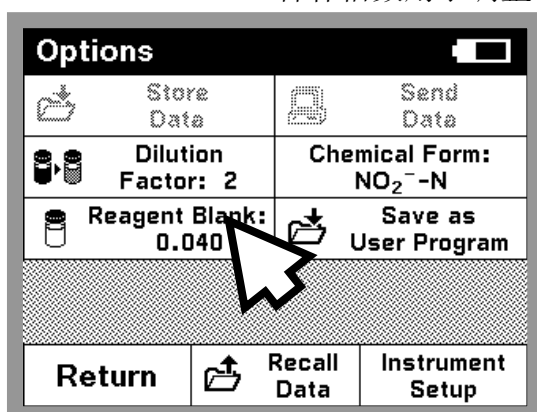 Options
Store
Data
Send
Data
Dilution
Factor: 2
Chemical Form:
NO₂⁻-N
Reagent Blank:
0.040
Save as
User Program
Return
Recall
Data
Instrument
Setup